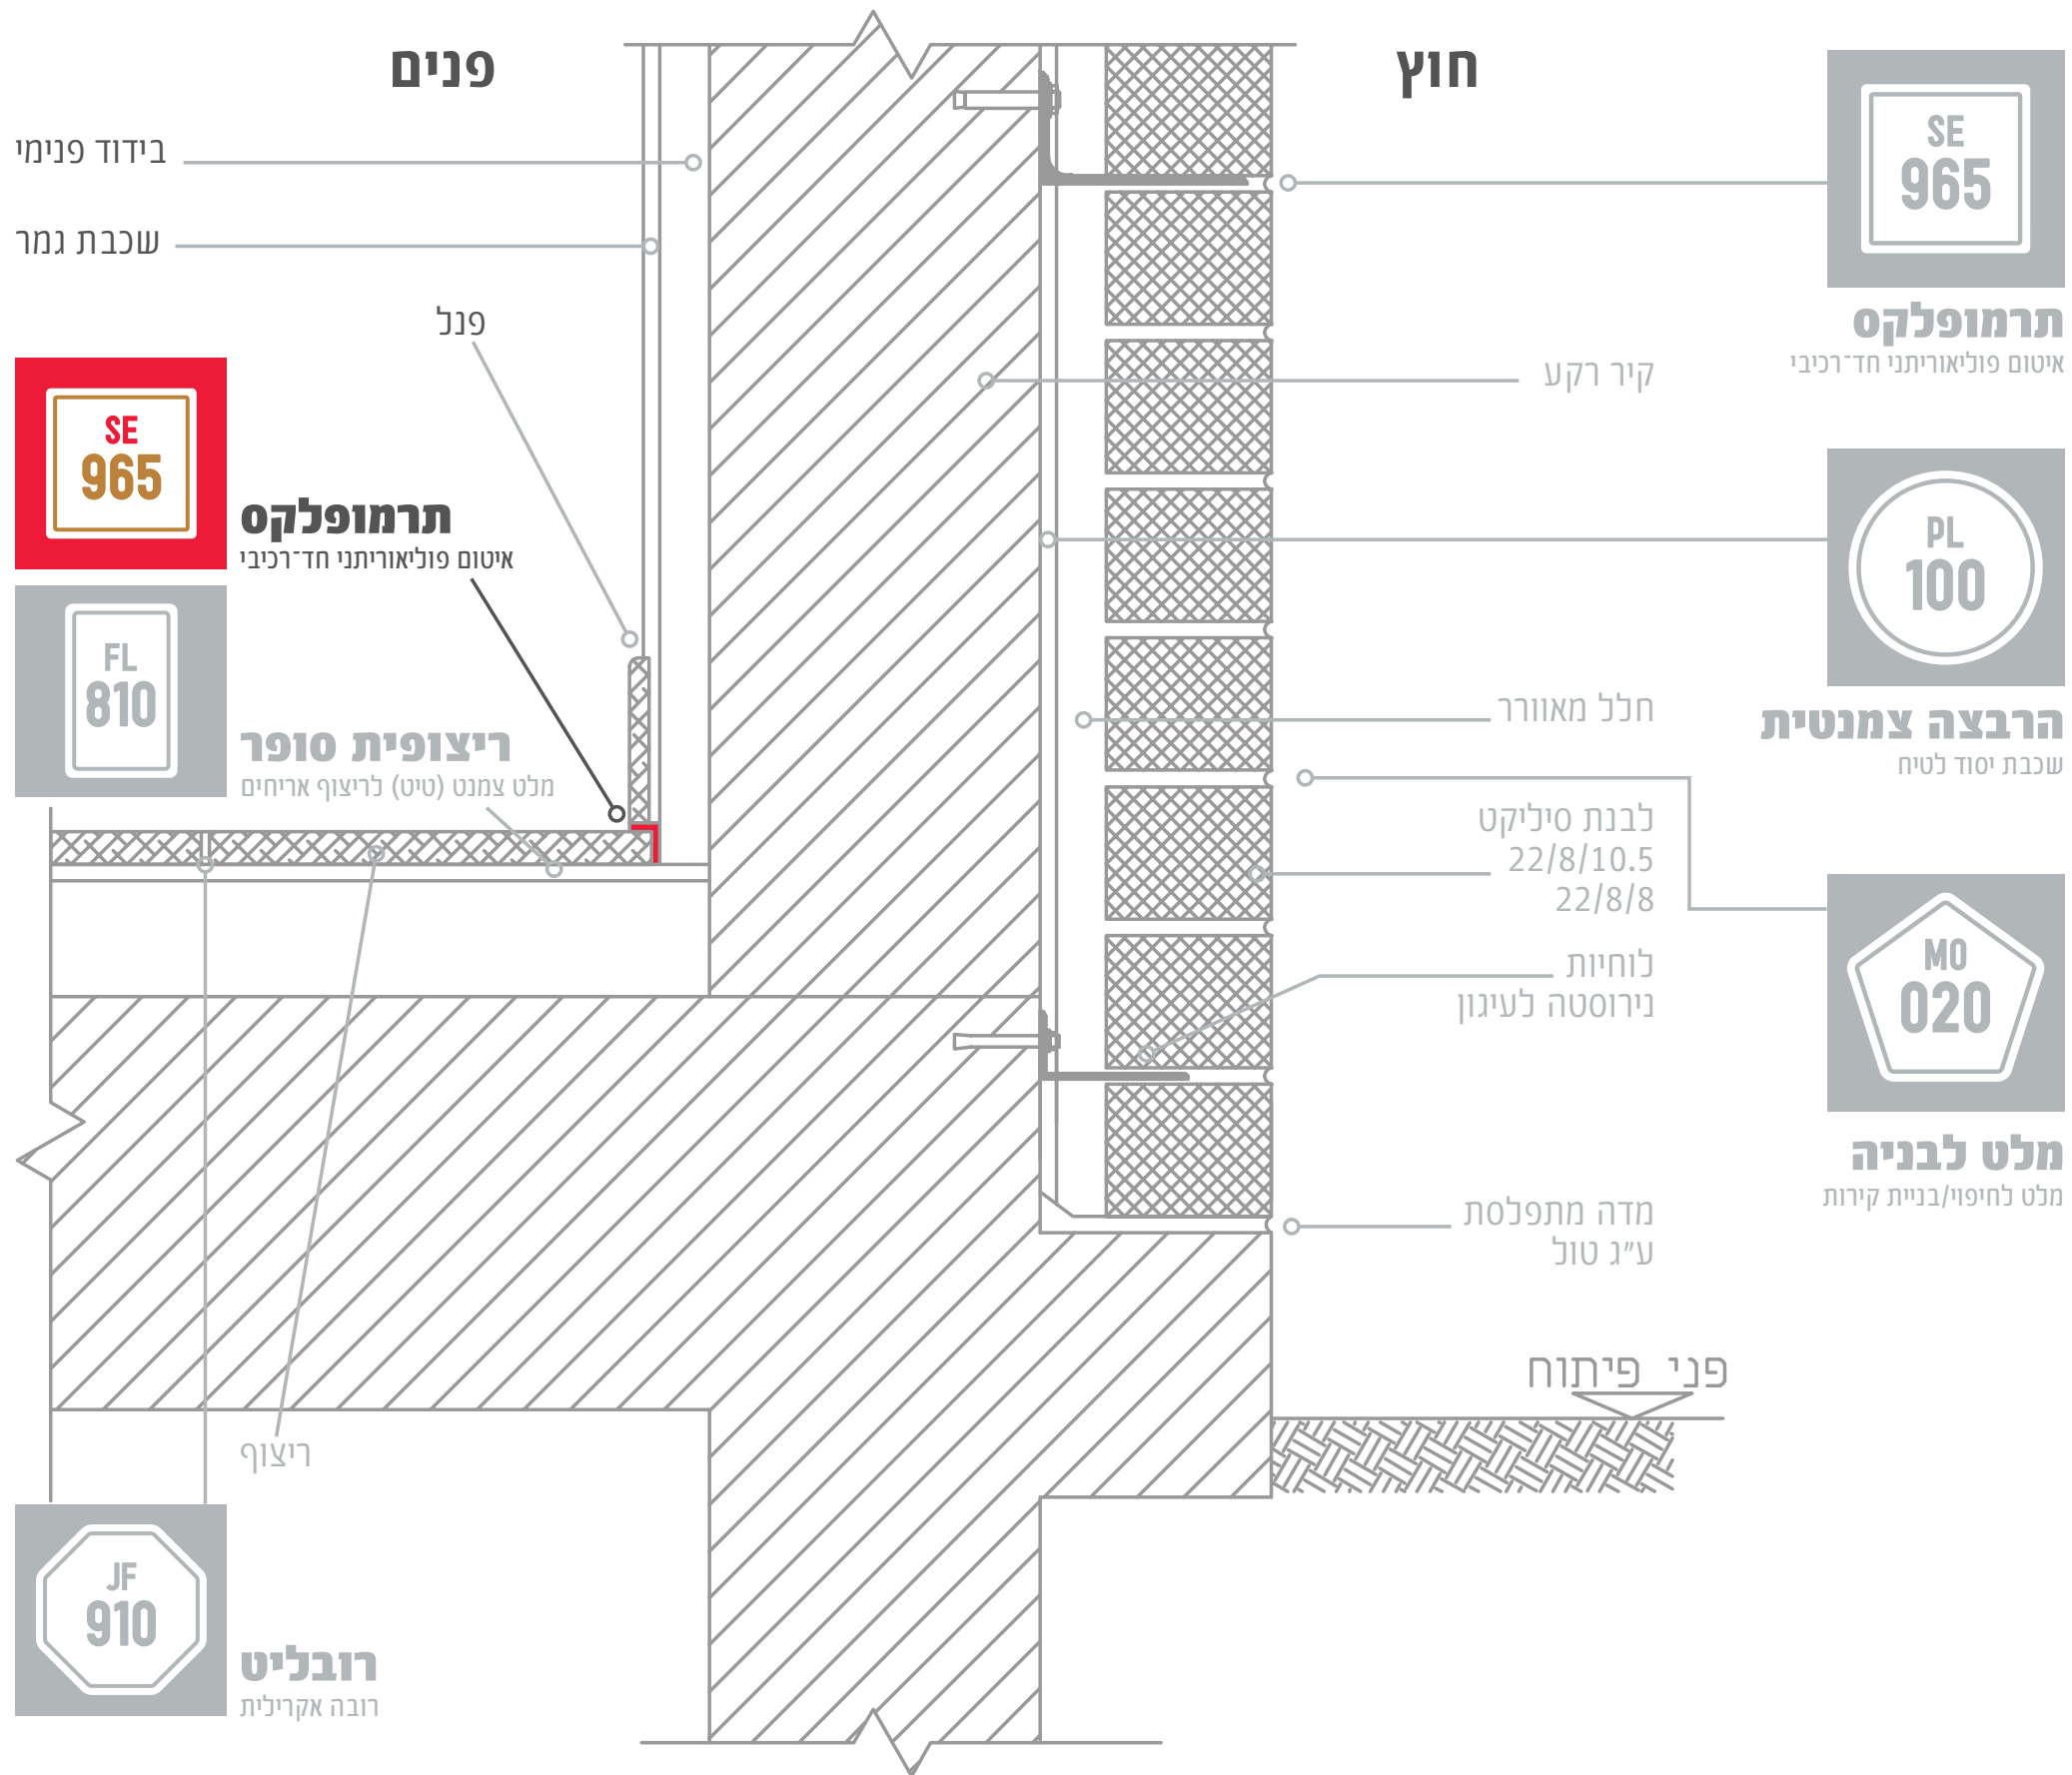 חוץ
פנים
SE
965
תרמופלקס
איטום פוליאוריתני חד־רכיבי
קיר רקע
PL
100
הרבצה צמנטית
שכבת יסוד לטיח
חלל מאוורר
לבנת סיליקט
22/8/10.5
22/8/8
לוחיות
נירוסטה לעיגון
MO
020
מלט לבניה
מלט לחיפוי/בניית קירות
מדה מתפלסת
ע״ג טול
פני פיתוח
בידוד פנימי
שכבת גמר
פנל
SE
965
תרמופלקס
איטום פוליאוריתני חד־רכיבי
FL
810
ריצופית סופר
מלט צמנט (טיט) לריצוף אריחים
ריצוף
JF
910
רובליט
רובה אקרילית